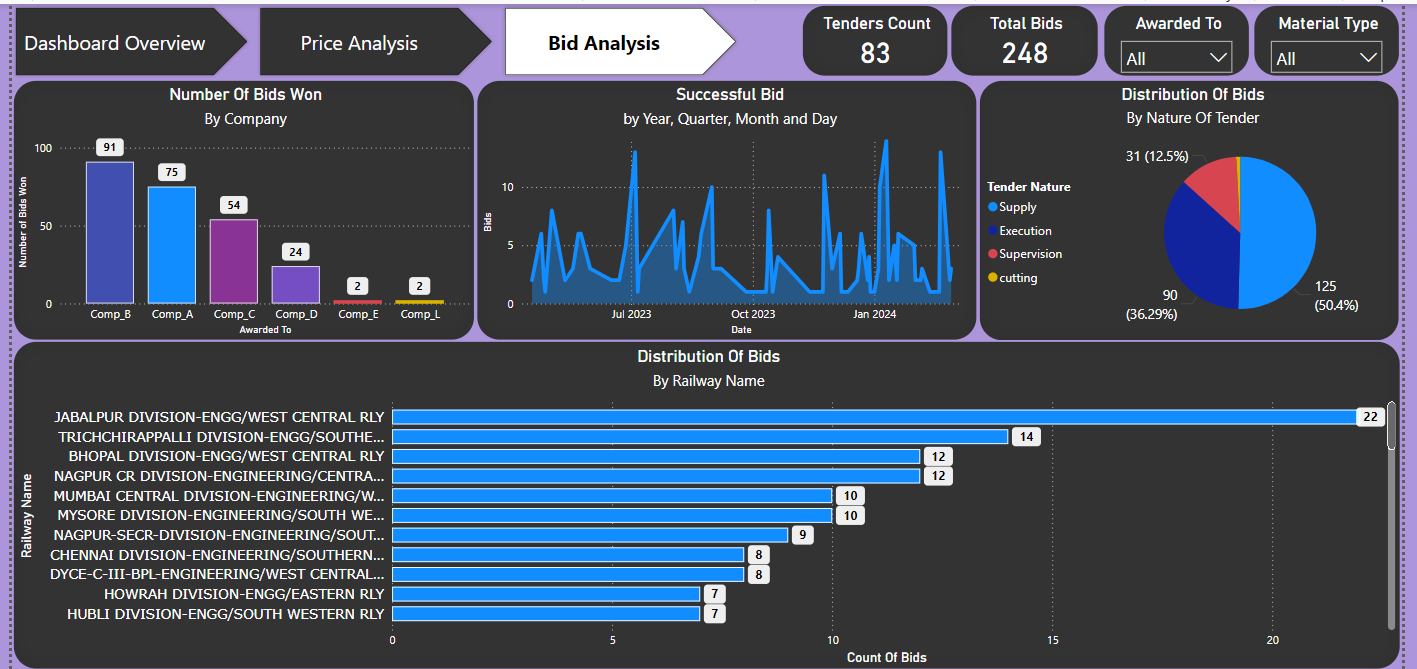 Dashboard Overview
Price Analysis
Bid Analysis
Tenders Count
83
Total Bids
248
Awarded To
All
Material Type
All
Number Of Bids Won
By Company
Number of Bids Won
100
50
0
91
75
54
24
2
2
Comp_B
Comp_A
Comp_C
Comp_D
Comp_E
Comp_L
Awarded To
Successful Bid
by Year, Quarter, Month and Day
Bids
10
5
0
Jul 2023
Oct 2023
Jan 2024
Date
Distribution Of Bids
By Nature Of Tender
Tender Nature
Supply
Execution
Supervision
cutting
31 (12.5%)
90
(36.29%)
125
(50.4%)
Distribution Of Bids
By Railway Name
Railway Name
JABALPUR DIVISION-ENGG/WEST CENTRAL RLY 22
TRICHCHIRAPPALLI DIVISION-ENGG/SOUTHE... 14
BHOPAL DIVISION-ENGG/WEST CENTRAL RLY 12
NAGPUR CR DIVISION-ENGINEERING/CENTRA... 12
MUMBAI CENTRAL DIVISION-ENGINEERING/W... 10
MYSORE DIVISION-ENGINEERING/SOUTH WE... 10
NAGPUR-SECR-DIVISION-ENGINEERING/SOUT... 9
CHENNAI DIVISION-ENGINEERING/SOUTHERN... 8
DYCE-C-III-BPL-ENGINEERING/WEST CENTRAL... 8
HOWRAH DIVISION-ENGG/EASTERN RLY 7
HUBLI DIVISION-ENGG/SOUTH WESTERN RLY 7
0 5 10 15 20
Count Of Bids